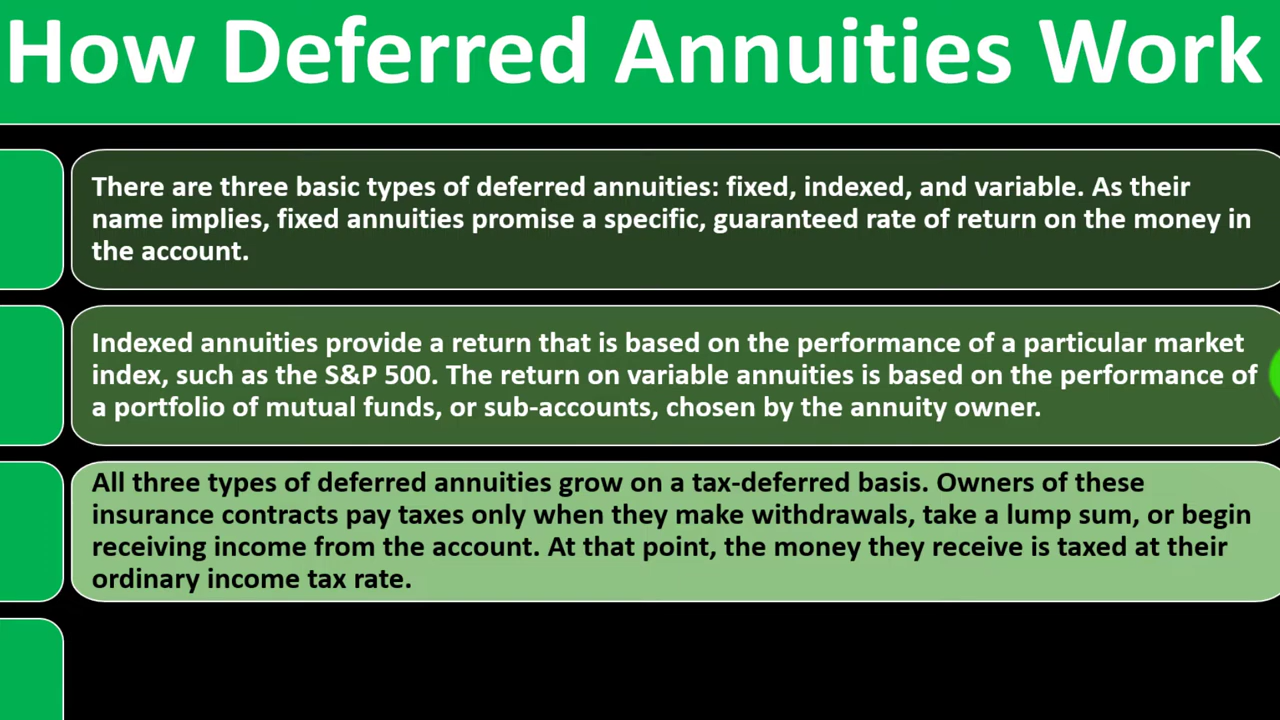 How Deferred Annuities Work
There are three basic types of deferred annuities: fixed, indexed, and variable. As their
name implies, fixed annuities promise a specific, guaranteed rate of return on the money in
the account.
Indexed annuities provide a return that is based on the performance of a particular market
index, such as the S&P 500. The return on variable annuities is based on the performance of
a portfolio of mutual funds, or sub-accounts, chosen by the annuity owner.
All three types of deferred annuities grow on a tax-deferred basis. Owners of these
insurance contracts pay taxes only when they make withdrawals, take a lump sum, or begin
receiving income from the account. At that point, the money they receive is taxed at their
ordinary income tax rate.